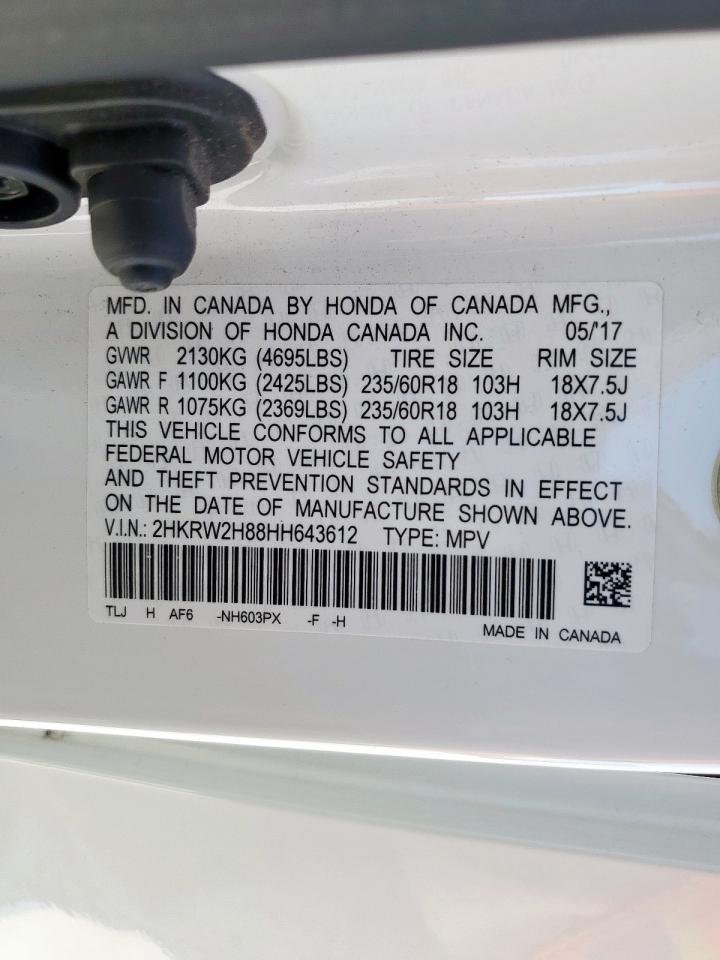 MFD. IN CANADA BY HONDA OF CANADA MFG.,
A DIVISION OF HONDA CANADA INC. 05/'17
GVWR 2130KG (4695LBS) TIRE SIZE RIM SIZE
GAWR F 1100KG (2425LBS) 235/60R18 103H 18X7.5J
GAWR R 1075KG (2369LBS) 235/60R18 103H 18X7.5J
THIS VEHICLE CONFORMS TO ALL APPLICABLE
FEDERAL MOTOR VEHICLE SAFETY
AND THEFT PREVENTION STANDARDS IN EFFECT
ON THE DATE OF MANUFACTURE SHOWN ABOVE.
V.I.N.: 2HKRW2H88HH643612 TYPE: MPV
TLJ H AF6 -NH603PX -F -H
MADE IN CANADA